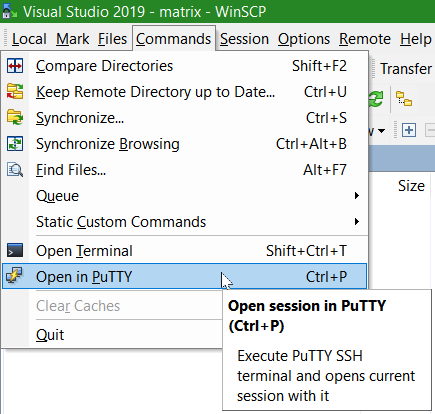 Visual Studio 2019 - matrix - WinSCP
Local Mark Files Commands Session Options Remote Help
Compare Directories Shift+F2
Transfer
Keep Remote Directory up to Date... Ctrl+U
Synchronize... Ctrl+S
Synchronize Browsing Ctrl+Alt+B
Find Files... Alt+F7
Size
Queue
Static Custom Commands
Open Terminal Shift+Ctrl+T
Open in PuTTY Ctrl+P
Clear Caches
Quit
Open session in PuTTY
(Ctrl+P)
Execute PuTTY SSH
terminal and opens current
session with it